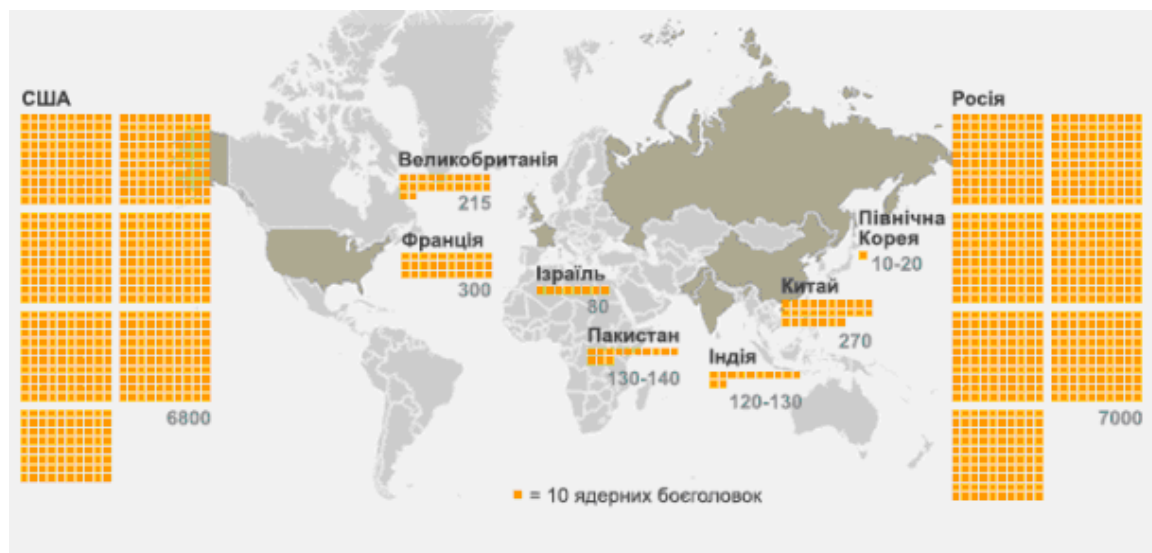 США
6800
Великобританія
215
Франція
300
Ізраїль
80
Пакистан
130-140
Індія
120-130
Китай
270
Північна
Корея
10-20
Росія
7000
= 10 ядерних боєголовок